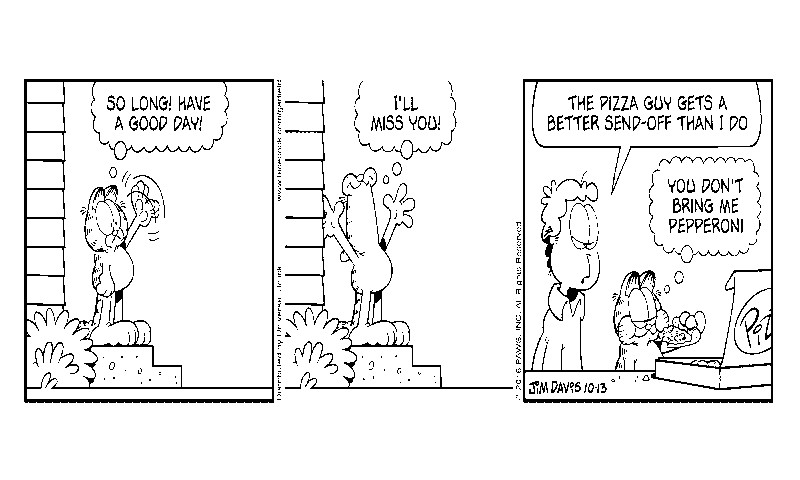 SO LONG! HAVE
A GOOD DAY!
I'LL
MISS YOU!
THE PIZZA GUY GETS A
BETTER SEND-OFF THAN I DO
YOU DON'T
BRING ME
PEPPERONI
JIM DAVIS 10-13
© 2016 PAWS, INC. All Rights Reserved